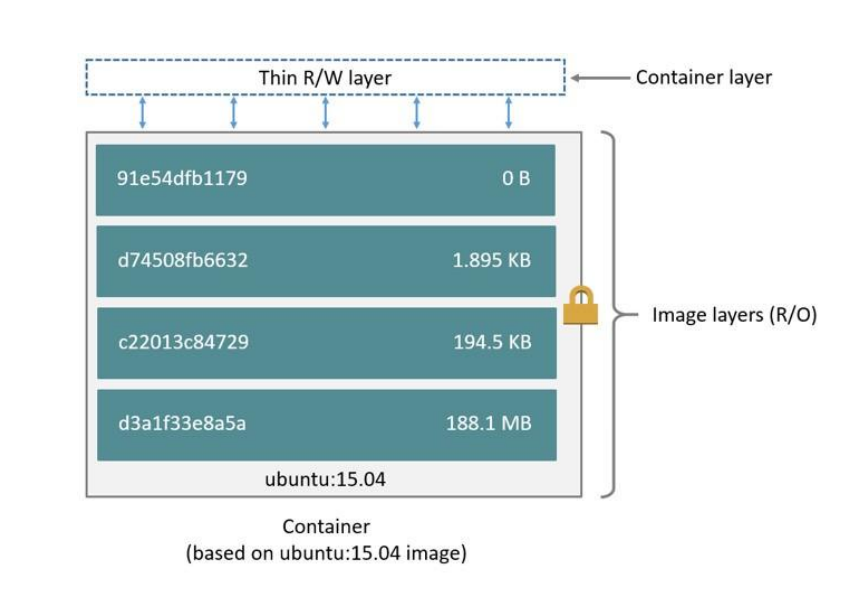 Thin R/W layer
Container layer
91e54dfb1179 0 B
d74508fb6632 1.895 KB
c22013c84729 194.5 KB
Image layers (R/O)
d3a1f33e8a5a 188.1 MB
ubuntu:15.04
Container
(based on ubuntu:15.04 image)